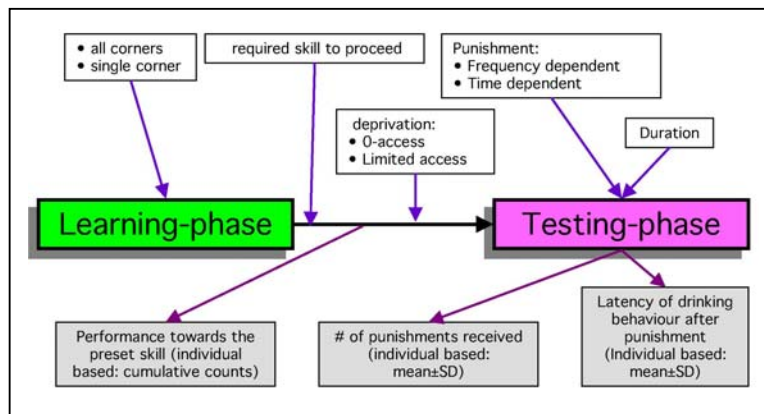 • all corners
• single corner
required skill to proceed
Punishment:
• Frequency dependent
• Time dependent
deprivation:
• 0-access
• Limited access
Duration
Learning-phase
Testing-phase
Performance towards the
preset skill (individual
based: cumulative counts)
# of punishments received
(individual based:
mean±SD)
Latency of drinking
behaviour after
punishment
(Individual based:
mean±SD)